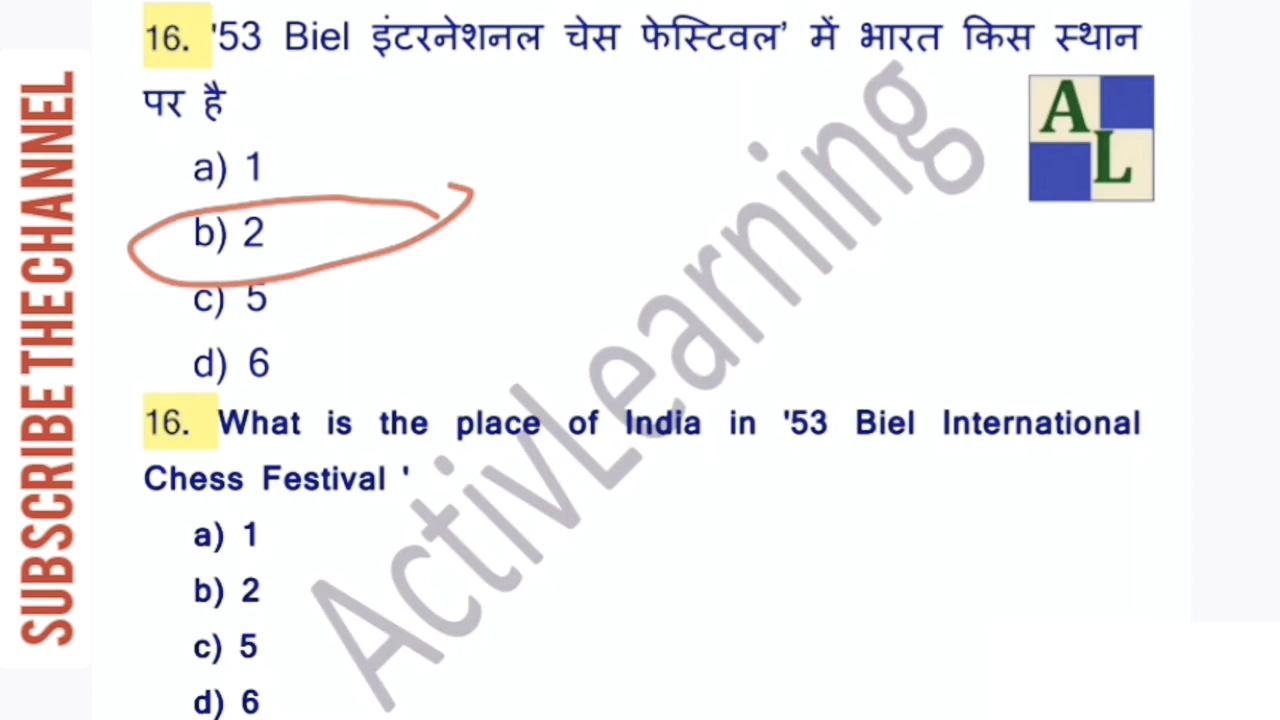 SUBSCRIBE THE CHANNEL
16. '53 Biel इंटरनेशनल चेस फेस्टिवल’ में भारत किस स्थान
पर है
a) 1
b) 2
c) 5
d) 6
16. What is the place of India in '53 Biel International
Chess Festival '
a) 1
b) 2
c) 5
d) 6
ActivLearning
A
L